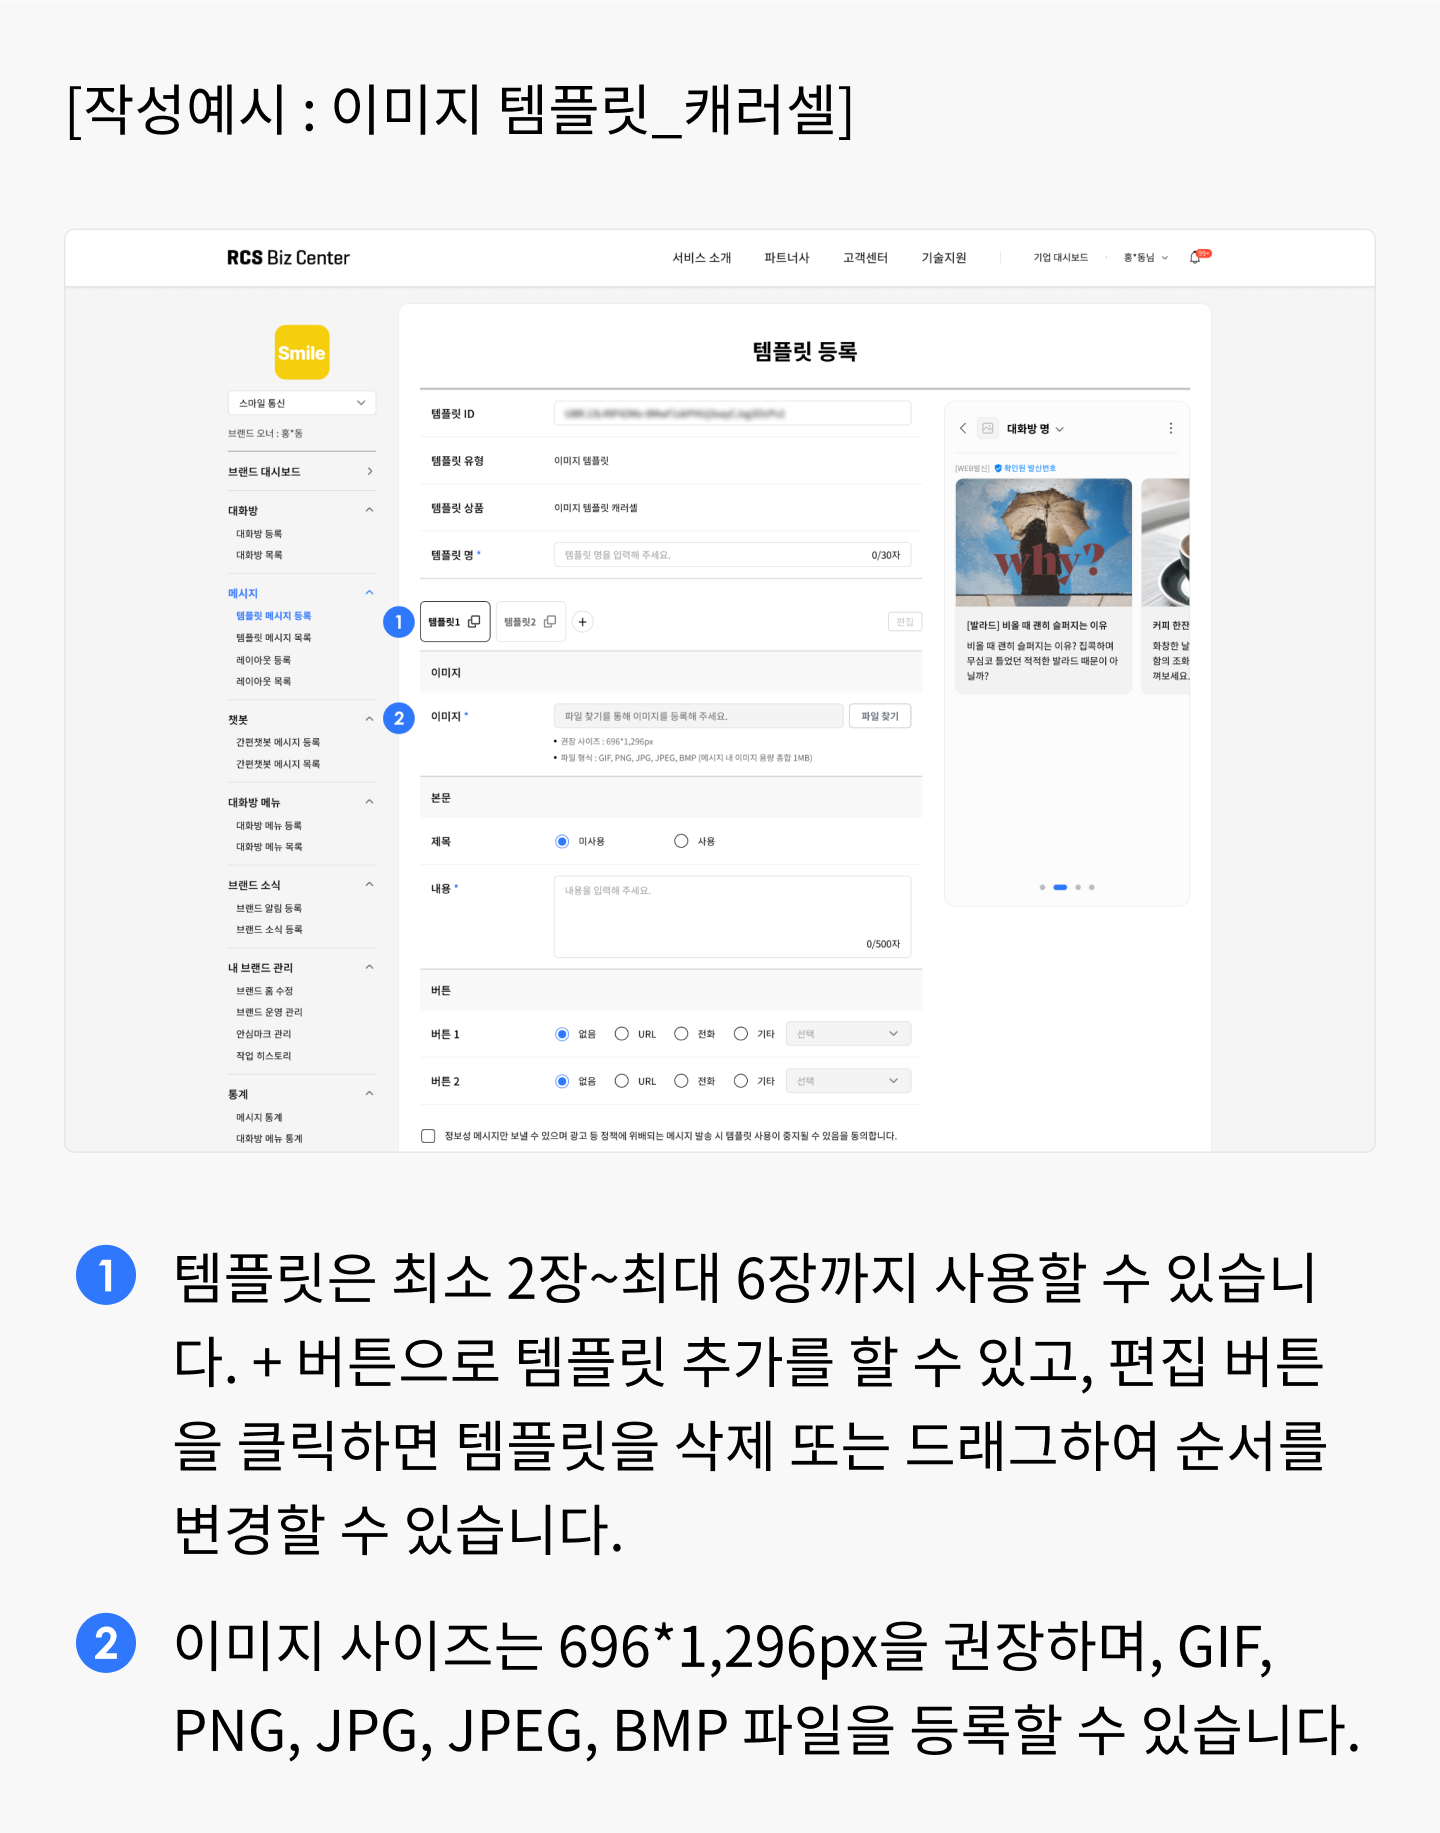 [작성예시 : 이미지 템플릿_캐러셀]
RCS Biz Center
서비스 소개
파트너사
고객센터
기술지원
기업 대시보드
홍*동님
99+
Smile
스마일 통신
브랜드 오너 : 홍*동
브랜드 대시보드
대화방
대화방 등록
대화방 목록
메시지
템플릿 메시지 등록
템플릿 메시지 목록
레이아웃 등록
레이아웃 목록
챗봇
간편챗봇 메시지 등록
간편챗봇 메시지 목록
대화방 메뉴
대화방 메뉴 등록
대화방 메뉴 목록
브랜드 소식
브랜드 알림 등록
브랜드 소식 등록
내 브랜드 관리
브랜드 홈 수정
브랜드 운영 관리
안심마크 관리
작업 히스토리
통계
메시지 통계
대화방 메뉴 통계
템플릿 등록
템플릿 ID
템플릿 유형
이미지 템플릿
템플릿 상품
이미지 템플릿 캐러셀
템플릿 명 *
템플릿 명을 입력해 주세요.
0/30자
1
템플릿1
템플릿2
+
편집
이미지
2
이미지 *
파일 찾기를 통해 이미지를 등록해 주세요.
파일 찾기
• 권장 사이즈 : 696*1,296px
• 파일 형식 : GIF, PNG, JPG, JPEG, BMP (메시지 내 이미지 용량 총합 1MB)
본문
제목
미사용
사용
내용 *
내용을 입력해 주세요.
0/500자
버튼
버튼 1
없음
URL
전화
기타
선택
버튼 2
없음
URL
전화
기타
선택
정보성 메시지만 보낼 수 있으며 광고 등 정책에 위배되는 메시지 발송 시 템플릿 사용이 중지될 수 있음을 동의합니다.
대화방 명
[WEB발신]
확인된 발신번호
why?
[발라드] 비올 때 괜히 슬퍼지는 이유
비올 때 괜히 슬퍼지는 이유? 집콕하며
무심코 틀었던 적적한 발라드 때문이 아
닐까?
커피 한잔
화창한 날
함의 조화
껴보세요.
1
템플릿은 최소 2장~최대 6장까지 사용할 수 있습니
다. + 버튼으로 템플릿 추가를 할 수 있고, 편집 버튼
을 클릭하면 템플릿을 삭제 또는 드래그하여 순서를
변경할 수 있습니다.
2
이미지 사이즈는 696*1,296px을 권장하며, GIF,
PNG, JPG, JPEG, BMP 파일을 등록할 수 있습니다.